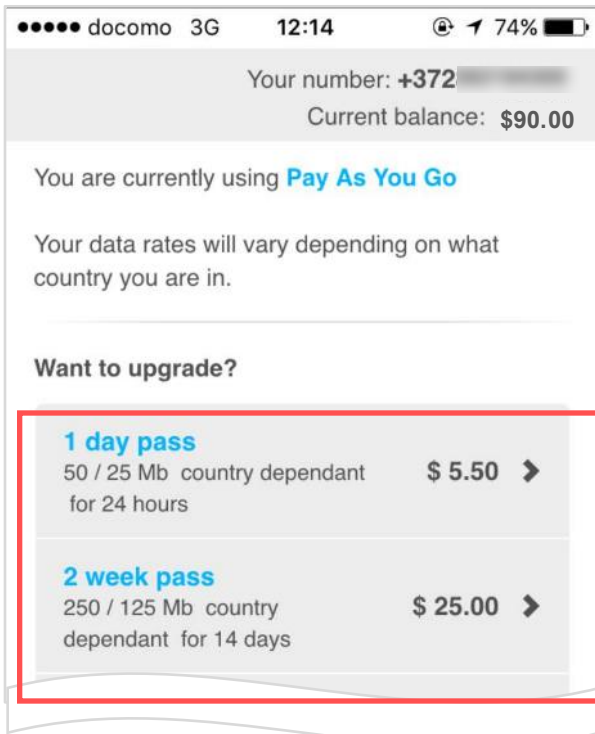 docomo 3G 12:14 74%
Your number: +372
Current balance: $90.00
You are currently using Pay As You Go
Your data rates will vary depending on what
country you are in.
Want to upgrade?
1 day pass
50 / 25 Mb country dependant $ 5.50
for 24 hours
2 week pass
250 / 125 Mb country $ 25.00
dependant for 14 days